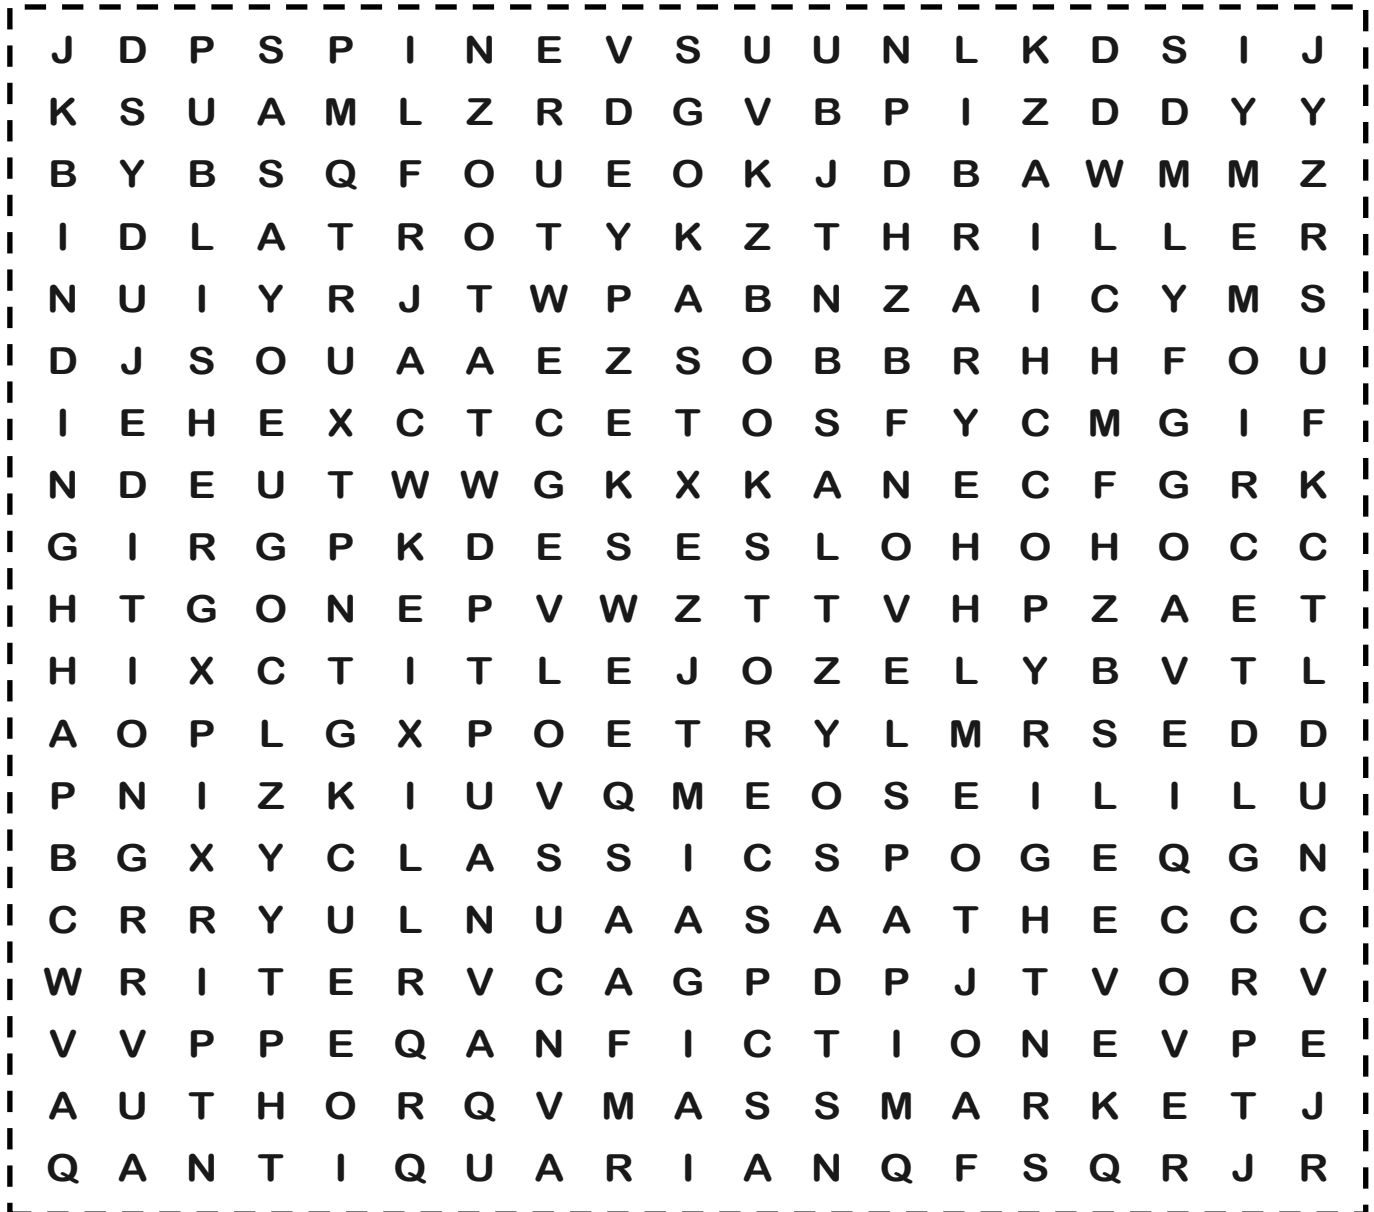 J D P S P I N E V S U U N L K D S I J
K S U A M L Z R D G V B P I Z D D Y Y
B Y B S Q F O U E O K J D B A W M M Z
I D L A T R O T Y K Z T H R I L L E R
N U I Y R J T W P A B N Z A I C Y M S
D J S O U A A E Z S O B B R H H F O U
I E H E X C T C E T O S F Y C M G I F
N D E U T W W G K X K A N E C F G R K
G I R G P K D E S E S L O H O H O C C
H T G O N E P V W Z T T V H P Z A E T
H I X C T I T L E J O Z E L Y B V T L
A O P L G X P O E T R Y L M R S E D D
P N I Z K I U V Q M E O S E I L I L U
B G X Y C L A S S I C S P O G E Q G N
C R R Y U L N U A A S A A T H E C C C
W R I T E R V C A G P D P J T V O R V
V V P P E Q A N F I C T I O N E V P E
A U T H O R Q V M A S S M A R K E T J
Q A N T I Q U A R I A N Q F S Q R J R